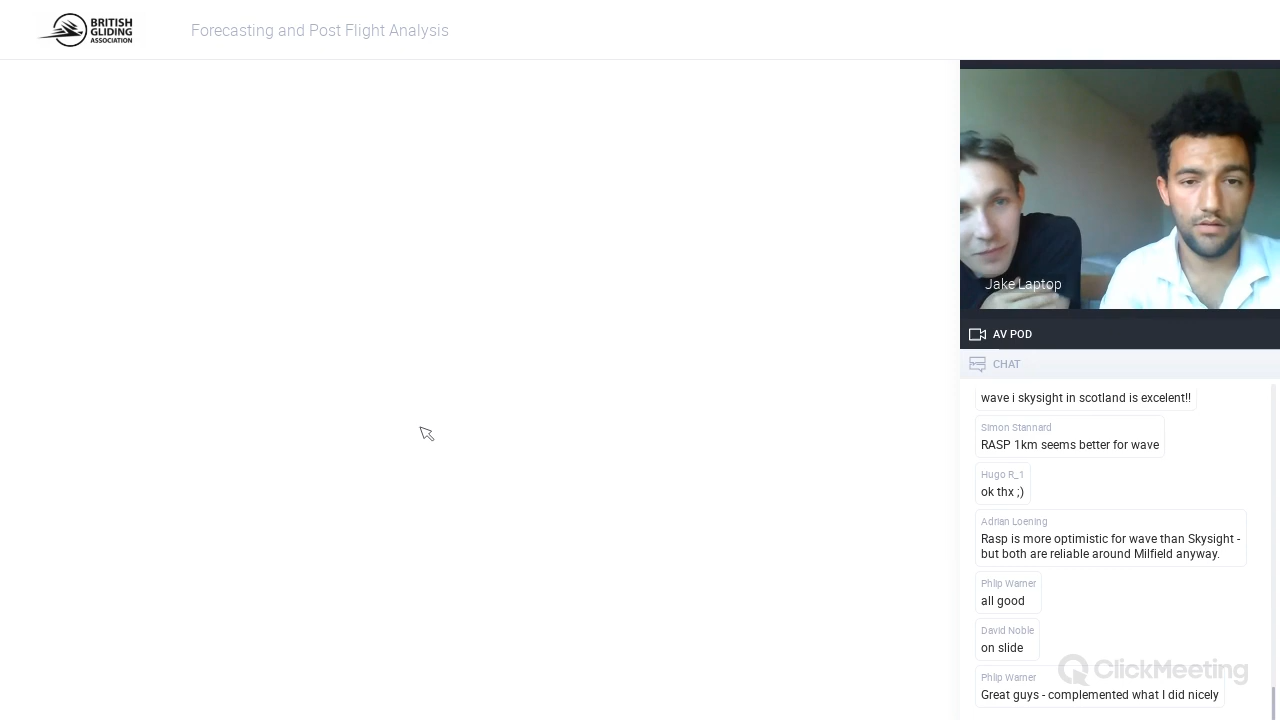 BRITISH
GLIDING
ASSOCIATION
Forecasting and Post Flight Analysis
Jake Laptop
AV POD
CHAT
wave i skysight in scotland is excelent!!
Simon Stannard
RASP 1km seems better for wave
Hugo R_1
ok thx ;)
Adrian Loening
Rasp is more optimistic for wave than Skysight -
but both are reliable around Milfield anyway.
Phlip Warner
all good
David Noble
on slide
Phlip Warner
Great guys - complemented what I did nicely
ClickMeeting